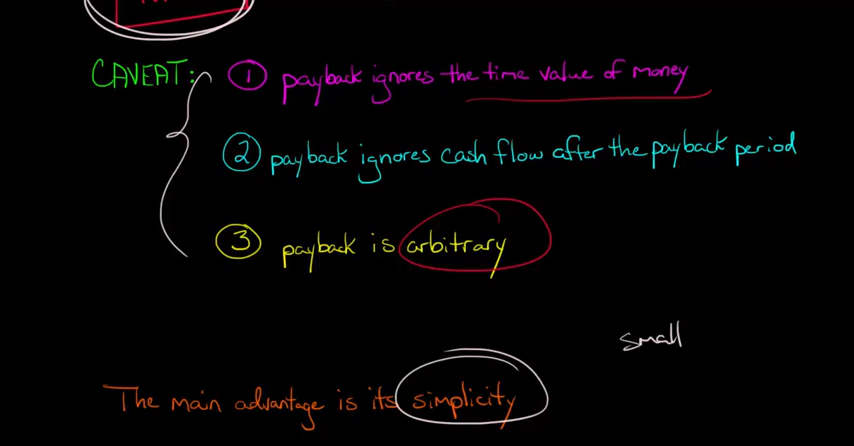 CAVEAT: ① payback ignores the time value of money
② payback ignores cash flow after the payback period
③ payback is arbitrary
small
The main advantage is its simplicity